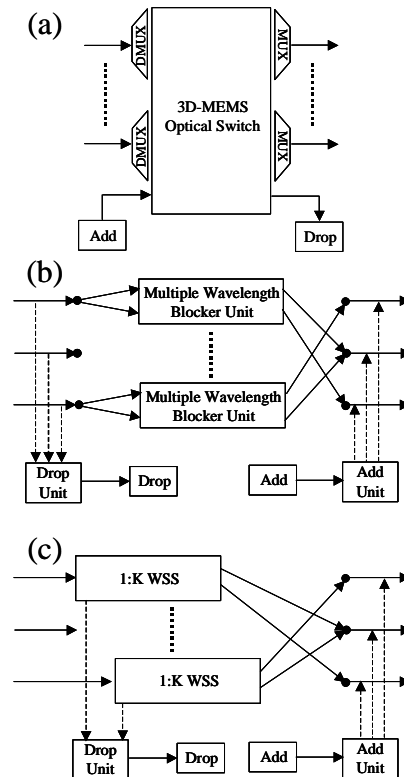 (a)
DMUX
MUX
3D-MEMS
Optical Switch
DMUX
MUX
Add
Drop
(b)
Multiple Wavelength
Blocker Unit
Multiple Wavelength
Blocker Unit
Drop
Unit
Drop
Add
Add
Unit
(c)
1:K WSS
1:K WSS
Drop
Unit
Drop
Add
Add
Unit